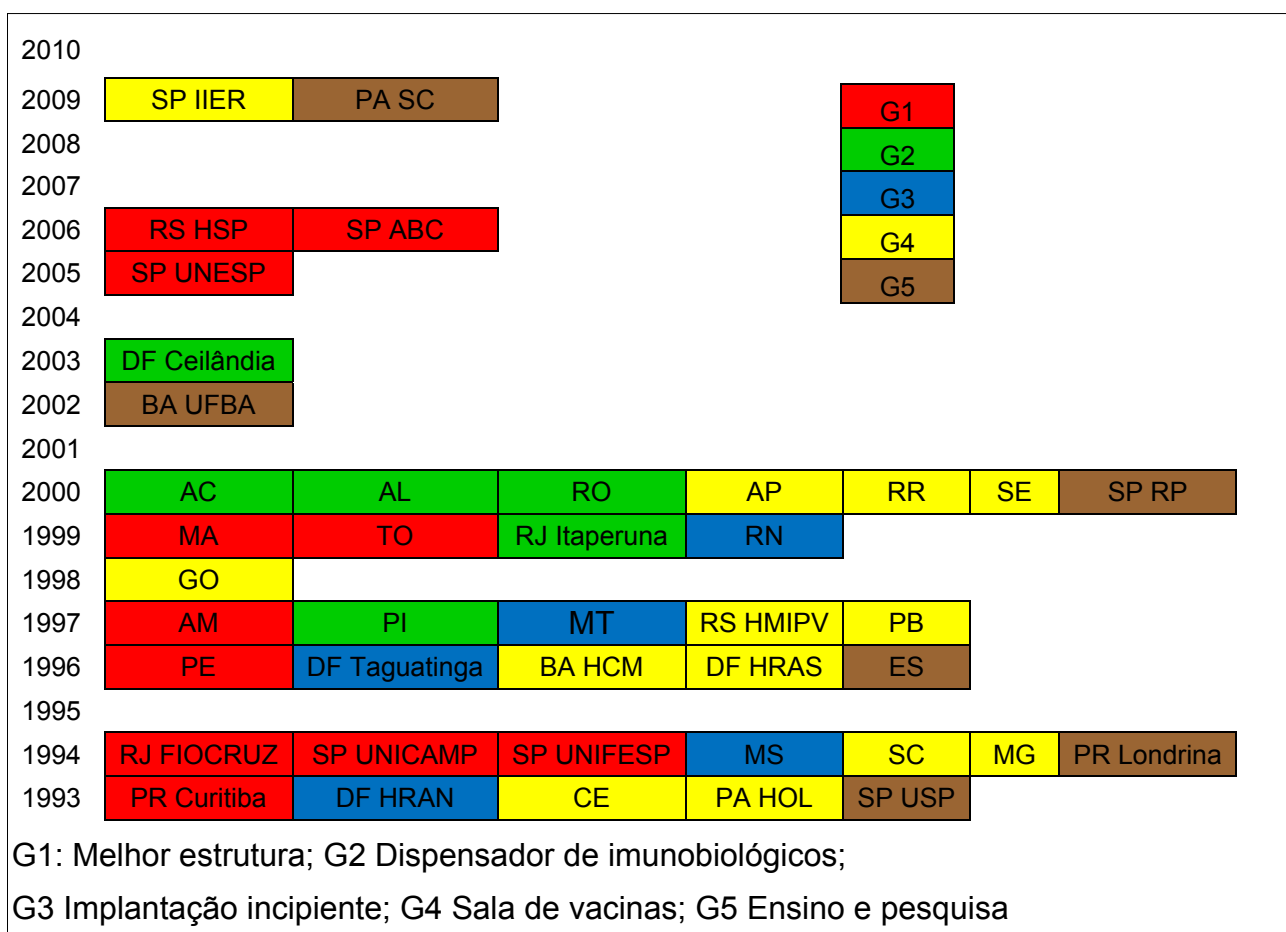 2010
2009 SP IIER PA SC G1
2008 G2
2007 G3
2006 RS HSP SP ABC G4
2005 SP UNESP G5
2004
2003 DF Ceilândia
2002 BA UFBA
2001
2000 AC AL RO AP RR SE SP RP
1999 MA TO RJ Itaperuna RN
1998 GO
1997 AM PI MT RS HMIPV PB
1996 PE DF Taguatinga BA HCM DF HRAS ES
1995
1994 RJ FIOCRUZ SP UNICAMP SP UNIFESP MS SC MG PR Londrina
1993 PR Curitiba DF HRAN CE PA HOL SP USP
G1: Melhor estrutura; G2 Dispensador de imunobiológicos;
G3 Implantação incipiente; G4 Sala de vacinas; G5 Ensino e pesquisa